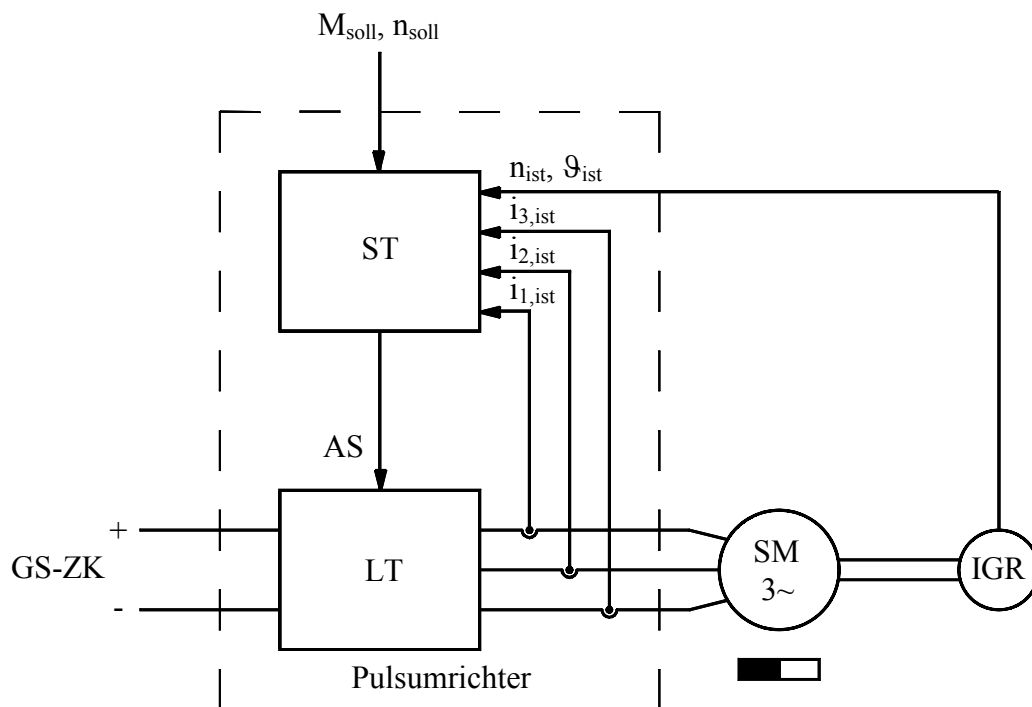 M_soll, n_soll
n_ist, ϑ_ist
i_3,ist
ST
i_2,ist
i_1,ist
AS
+
GS-ZK
-
LT
SM
3~
IGR
Pulsumrichter